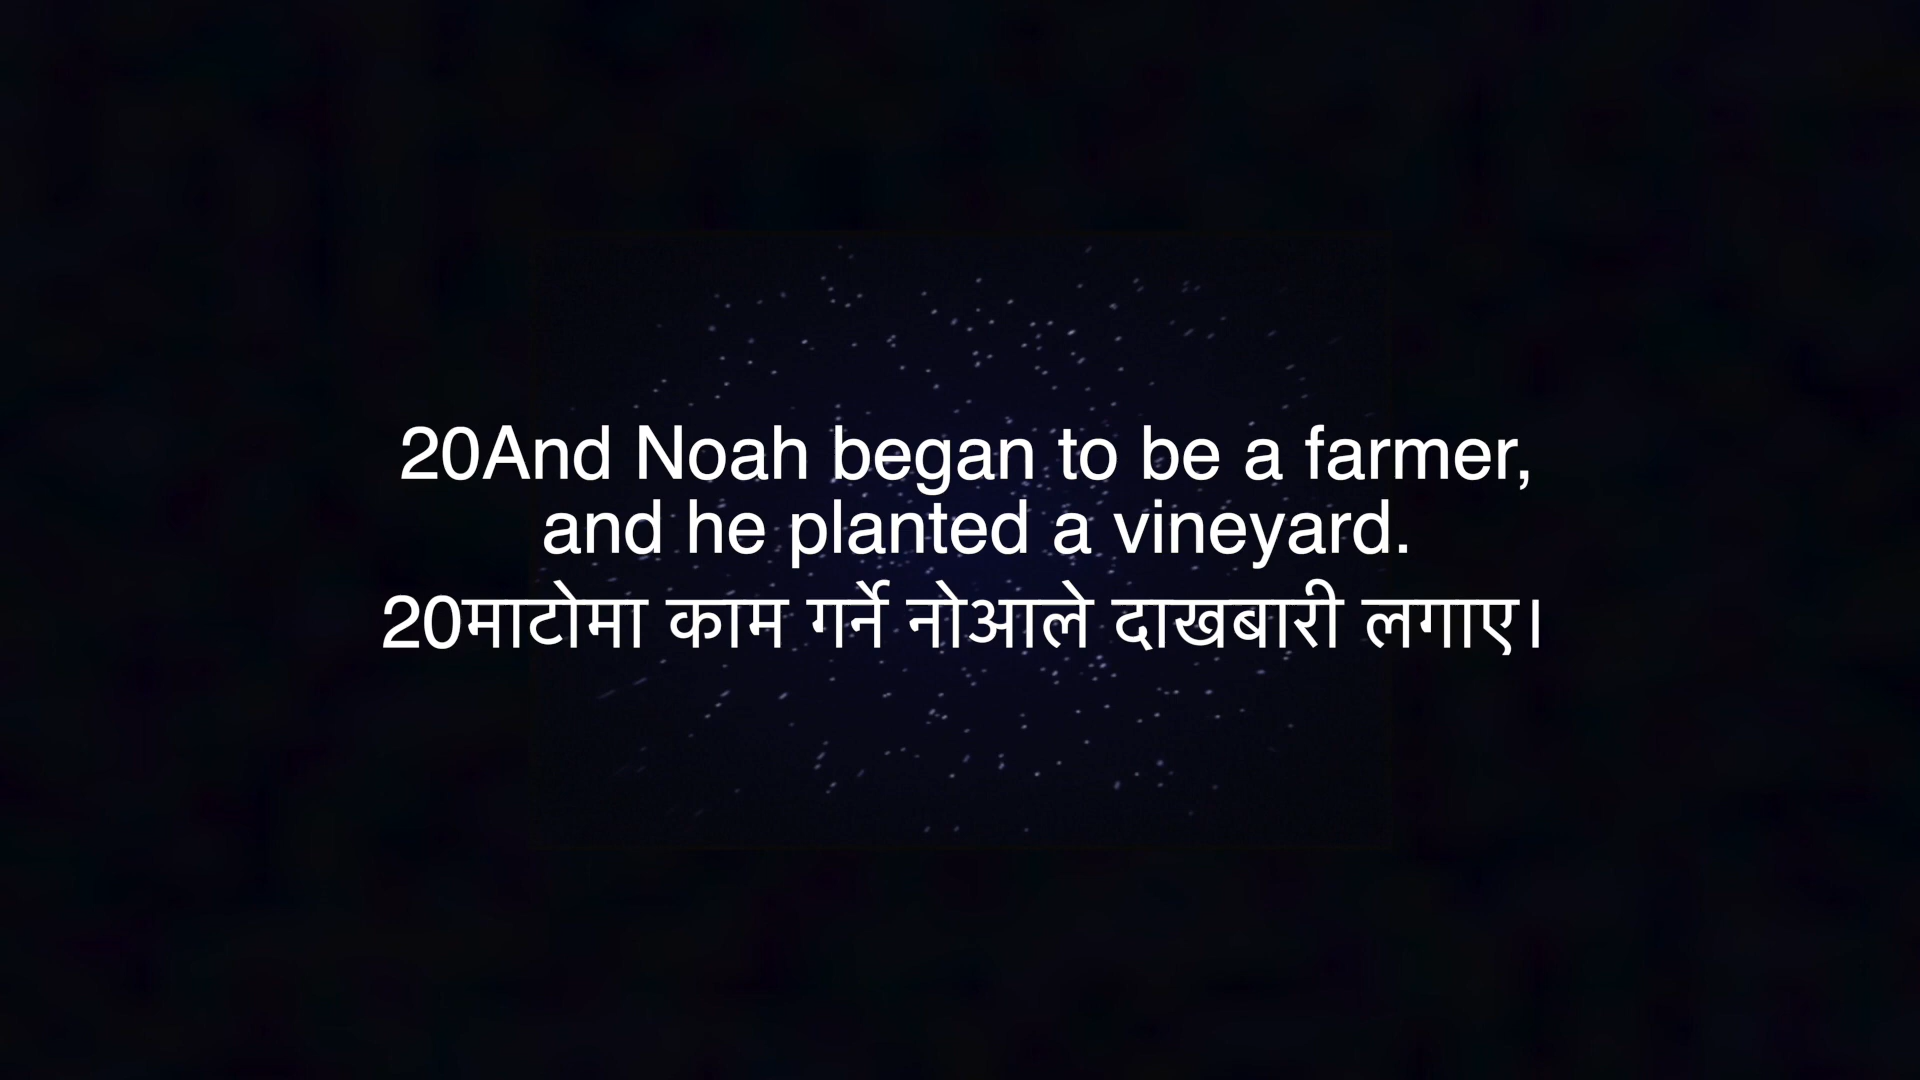 20And Noah began to be a farmer,
and he planted a vineyard.
20माटोमा काम गर्ने नोआले दाखबारी लगाए।